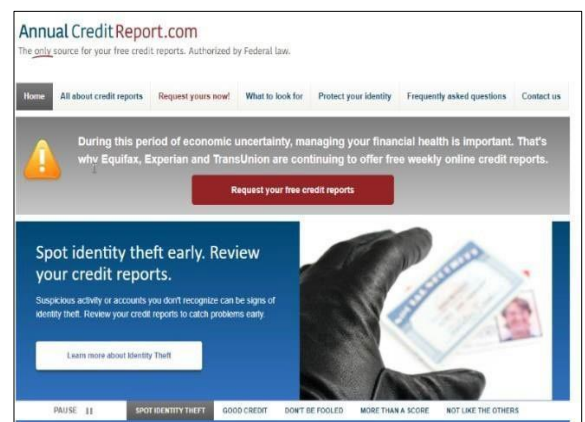 Annual Credit Report.com
The only source for your free credit reports. Authorized by Federal law.
Home All about credit reports Request yours now! What to look for Protect your identity Frequently asked questions Contact us
During this period of economic uncertainty, managing your financial health is important. That's
why Equifax, Experian and TransUnion are continuing to offer free weekly online credit reports.
Request your free credit reports
Spot identity theft early. Review
your credit reports.
Suspicious activity or accounts you don't recognize can be signs of
identity theft. Review your credit reports to catch problems early.
Learn more about Identity Theft
SOCIAL SECURITY
PAUSE SPOT IDENTITY THEFT GOOD CREDIT DON'T BE FOOLED MORE THAN A SCORE NOT LIKE THE OTHERS